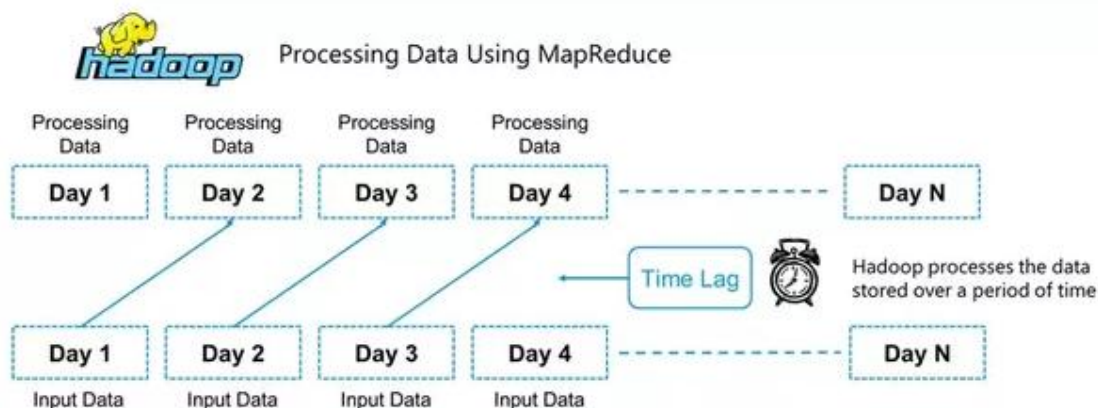 hadoop
Processing Data Using MapReduce
Processing Processing Processing Processing
Data Data Data Data
Day 1 Day 2 Day 3 Day 4 Day N
Time Lag
Hadoop processes the data
stored over a period of time
Day 1 Day 2 Day 3 Day 4 Day N
Input Data Input Data Input Data Input Data